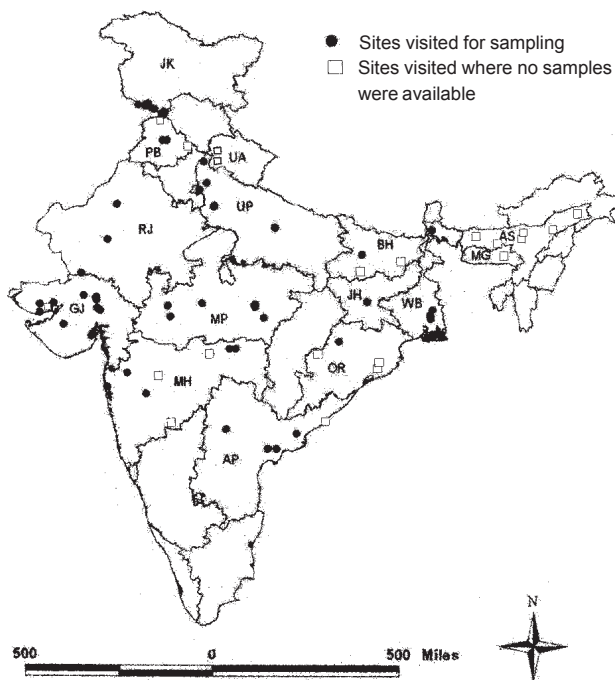 Sites visited for sampling
Sites visited where no samples
were available
JK
PB
UA
RJ
UP
BH
AS
MG
GJ
MP
JH
WB
MH
OR
AP
N
500 0 500 Miles